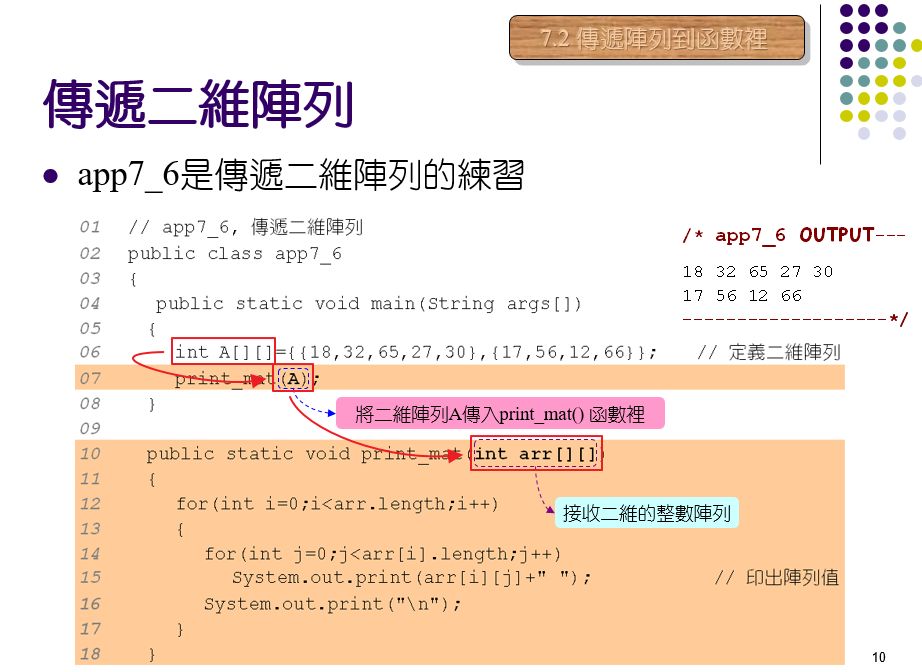 7.2 傳遞陣列到函數裡
傳遞二維陣列
app7_6是傳遞二維陣列的練習
01 // app7_6, 傳遞二維陣列
02 public class app7_6
03 {
04 public static void main(String args[])
05 {
06 int A[][]={{18,32,65,27,30},{17,56,12,66}}; // 定義二維陣列
07 print_mat(A);
08 }
將二維陣列A傳入print_mat() 函數裡
09
10 public static void print_mat(int arr[][])
11 {
12 for(int i=0;i<arr.length;i++)
接收二維的整數陣列
13 {
14 for(int j=0;j<arr[i].length;j++)
15 System.out.print(arr[i][j]+" "); // 印出陣列值
16 System.out.print("\n");
17 }
18 }
/* app7_6 OUTPUT---
18 32 65 27 30
17 56 12 66
-------------------*/
10